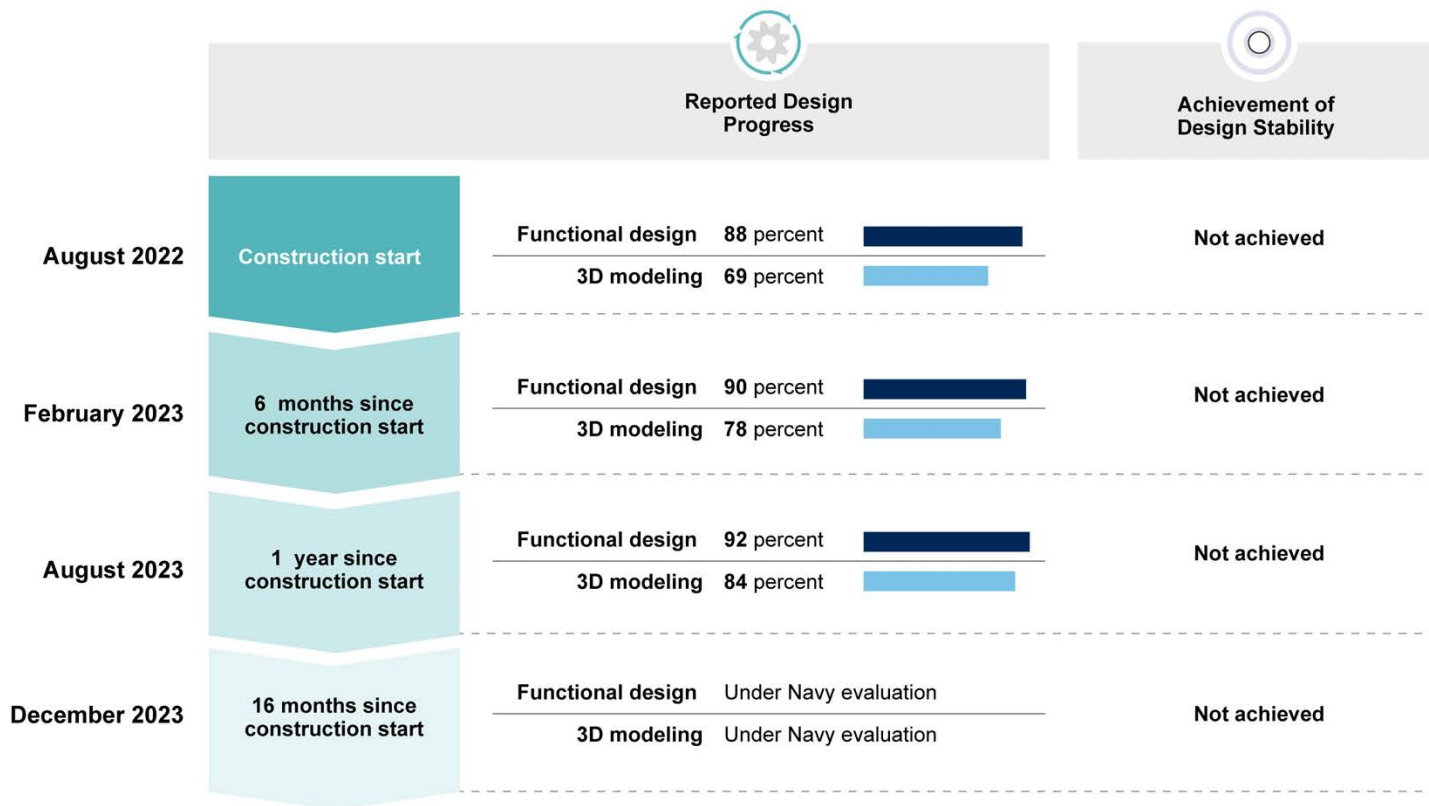 Reported Design
Progress
Achievement of
Design Stability
August 2022
Construction start
Functional design 88 percent
3D modeling 69 percent
Not achieved
February 2023
6 months since
construction start
Functional design 90 percent
3D modeling 78 percent
Not achieved
August 2023
1 year since
construction start
Functional design 92 percent
3D modeling 84 percent
Not achieved
December 2023
16 months since
construction start
Functional design Under Navy evaluation
3D modeling Under Navy evaluation
Not achieved